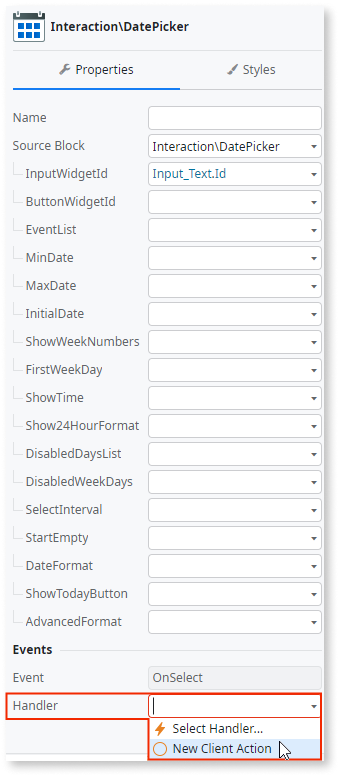 Interaction\DatePicker
Properties Styles
Name
Source Block Interaction\DatePicker
InputWidgetId Input_Text.Id
ButtonWidgetId
EventList
MinDate
MaxDate
InitialDate
ShowWeekNumbers
FirstWeekDay
ShowTime
Show24HourFormat
DisabledDaysList
DisabledWeekDays
SelectInterval
StartEmpty
DateFormat
ShowTodayButton
AdvancedFormat
Events
Event OnSelect
Handler
Select Handler...
New Client Action